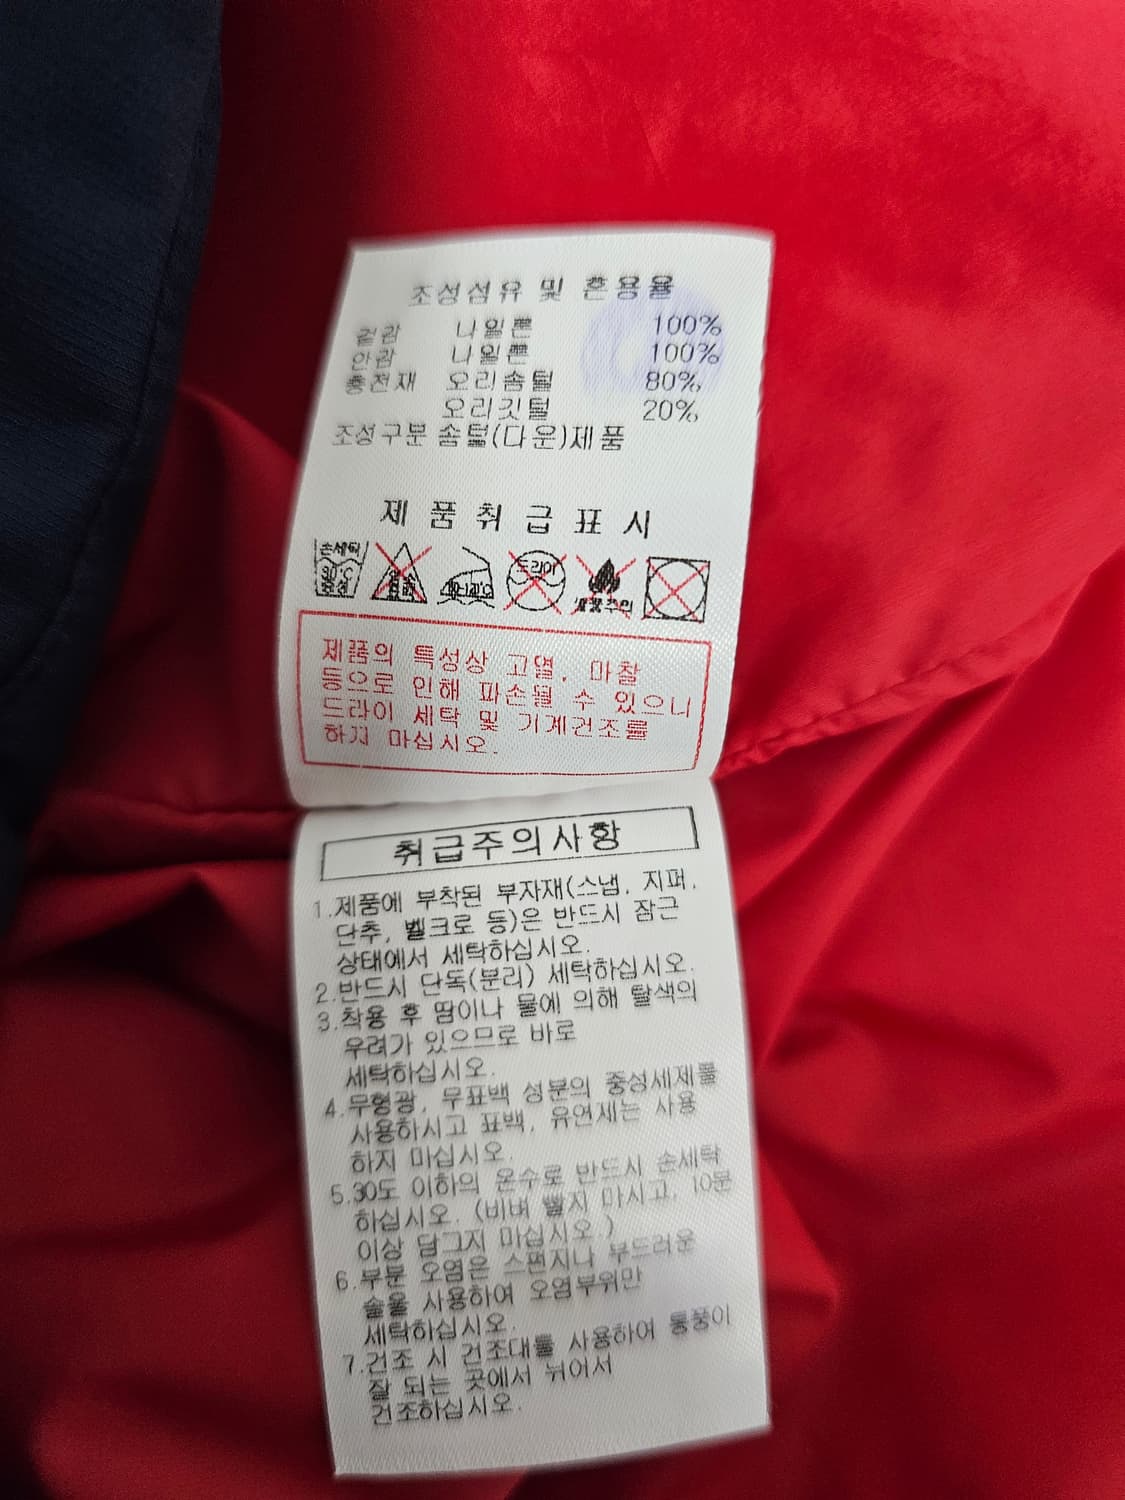 조성섬유 및 혼용율
겉감 나일론 100%
안감 나일론 100%
충전재 오리솜털 80%
오리깃털 20%
조성구분 솜털(다운)제품
제 품 취 급 표 시
손세탁 30℃ 중성
염소
드라이
제품의 특성상 고열, 마찰
등으로 인해 파손될 수 있으니
드라이 세탁 및 기계건조를
하지 마십시오.
취급주의사항
1.제품에 부착된 부자재(스냅, 지퍼,
단추, 벨크로 등)은 반드시 잠근
상태에서 세탁하십시오.
2.반드시 단독(분리) 세탁하십시오.
3.착용 후 땀이나 물에 의해 탈색의
우려가 있으므로 바로
세탁하십시오.
4.무형광, 무표백 성분의 중성세제를
사용하시고 표백, 유연제는 사용
하지 마십시오.
5.30도 이하의 온수로 반드시 손세탁
하십시오. (비벼 빨지 마시고, 10분
이상 담그지 마십시오.)
6.부분 오염은 스펀지나 부드러운
솔을 사용하여 오염부위만
세탁하십시오.
7.건조 시 건조대를 사용하여 통풍이
잘 되는 곳에서 뉘어서
건조하십시오.